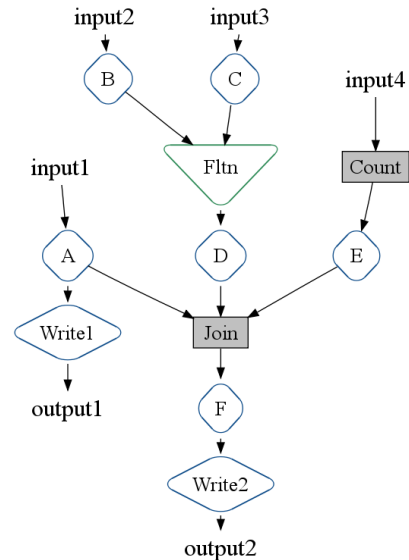 input2
input3
B
C
input4
Fltn
Count
input1
A
D
E
Write1
Join
output1
F
Write2
output2